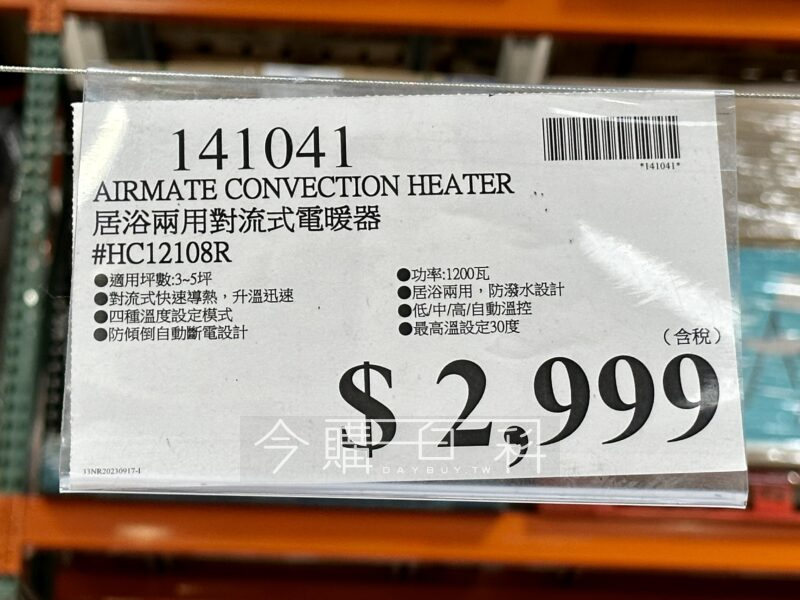 141041
*141041*
AIRMATE CONVECTION HEATER
居浴兩用對流式電暖器
#HC12108R
●適用坪數:3~5坪
●對流式快速導熱，升溫迅速
●四種溫度設定模式
●防傾倒自動斷電設計
●功率:1200瓦
●居浴兩用，防潑水設計
●低/中/高/自動溫控
●最高溫設定30度
（含稅）
$ 2,999
今購百科
DAYBUY.TW
33NR20230917-1